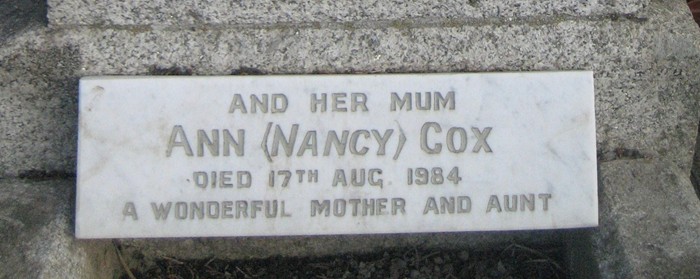 AND HER MUM
ANN (NANCY) COX
DIED 17TH AUG. 1984
A WONDERFUL MOTHER AND AUNT